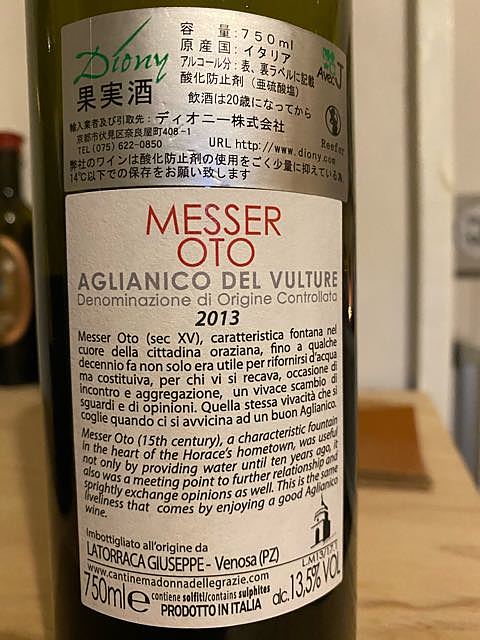 Díony
果実酒
容 量：７５０ｍｌ
原 産 国：イタリア
アルコール分：表、裏ラベルに記載
酸化防止剤（亜硫酸塩）
飲酒は20歳になってから
AvecJ
Reefer
輸入業者及び引取先：ディオニー株式会社
京都市伏見区奈良屋町408-1
TEL(075) 622-0850
URL http://www.diony.com
弊社のワインは酸化防止剤の使用をごく少量に抑えている為
14℃以下での保存をお願い致します
MESSER
OTO
AGLIANICO DEL VULTURE
Denominazione di Origine Controllata
2013
Messer Oto (sec XV), caratteristica fontana nel
cuore della cittadina oraziana, fino a qualche
decennio fa non solo era utile per rifornirsi d'acqua
ma costituiva, per chi vi si recava, occasione di
incontro e aggregazione, un vivace scambio di
sguardi e di opinioni. Quella stessa vivacità che si
coglie quando ci si avvicina ad un buon Aglianico.
Messer Oto (15th century), a characteristic fountain
in the heart of the Horace's hometown, was useful
not only by providing water until ten years ago, it
also was a meeting point to further relationship and
sprightly exchange opinions as well. This is the same
liveliness that comes by enjoying a good Aglianico
wine.
Imbottigliato all'origine da
LATORRACA GIUSEPPE - Venosa (PZ)
www.cantinemadonnadellegrazie.com
L.M13/17.1
750ml e contiene solfiti/contains sulphites alc.13,5% VOL
PRODOTTO IN ITALIA